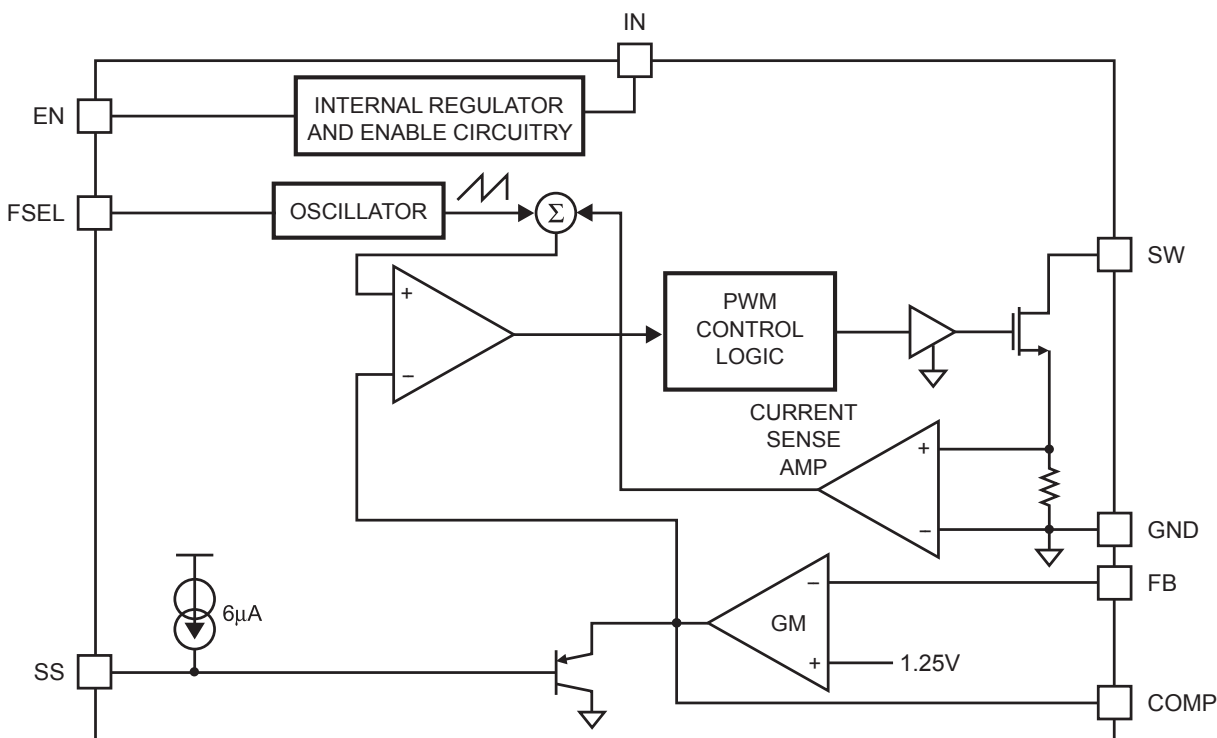 IN
EN
INTERNAL REGULATOR
AND ENABLE CIRCUITRY
FSEL
OSCILLATOR
Σ
SW
+
−
PWM
CONTROL
LOGIC
CURRENT
SENSE
AMP
+
−
GND
FB
−
GM
+
1.25V
6μA
SS
COMP